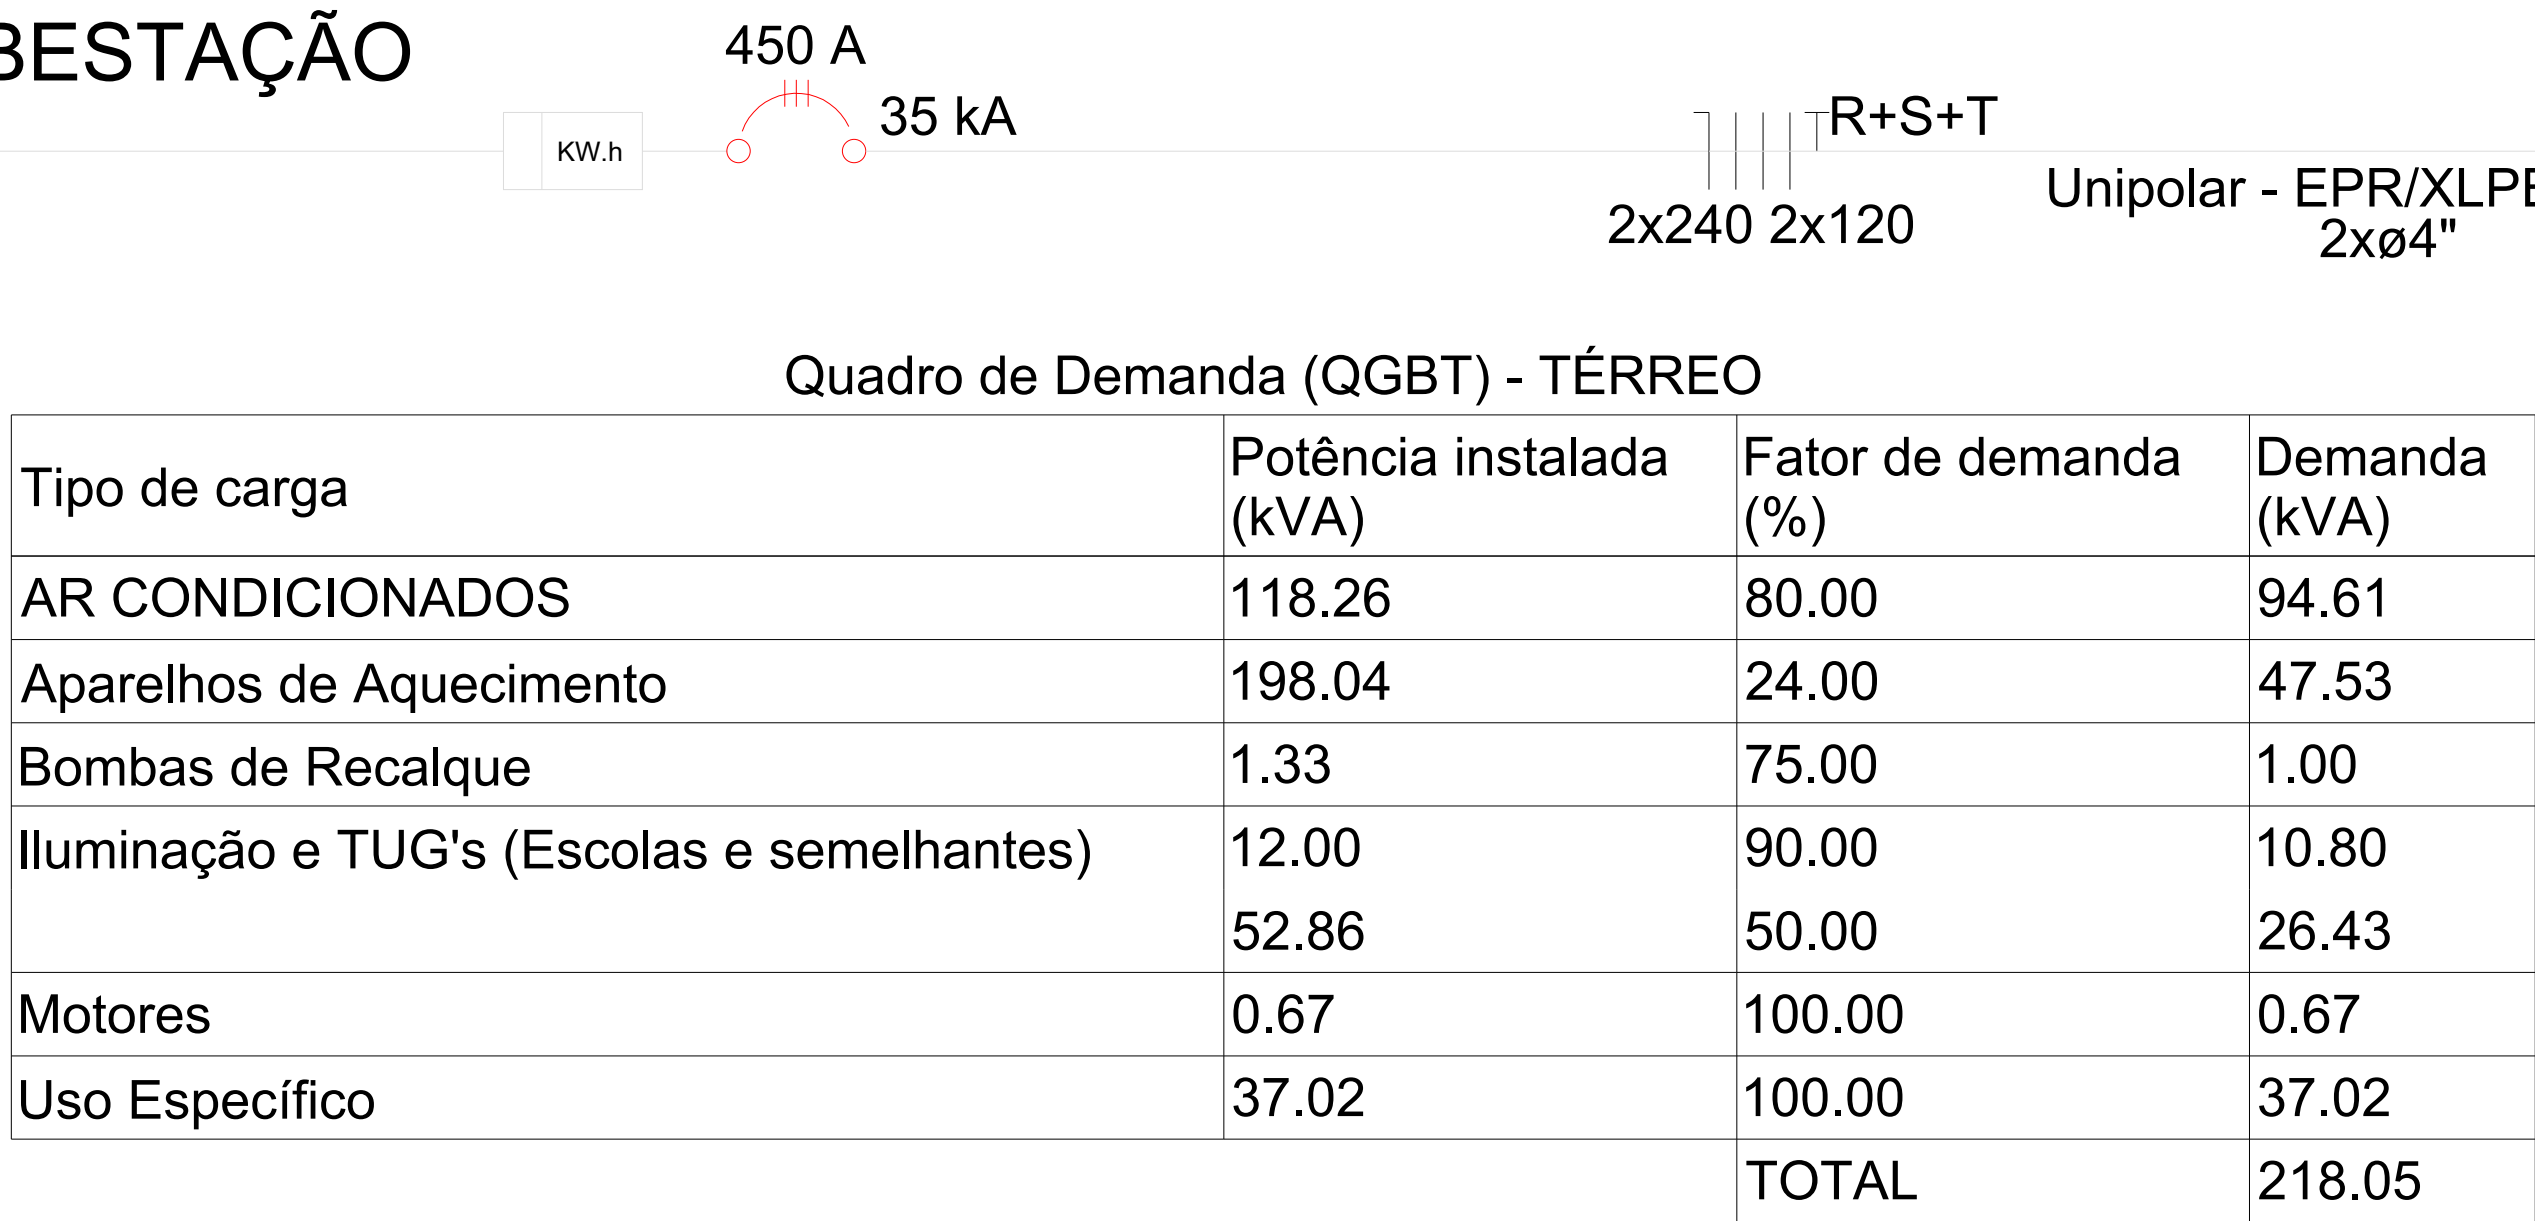 BESTAÇÃO
450 A
35 kA
KW.h
R+S+T
2x240 2x120
Unipolar - EPR/XLPE
2xø4"
Quadro de Demanda (QGBT) - TÉRREO
Tipo de carga
Potência instalada
(kVA)
Fator de demanda
(%)
Demanda
(kVA)
AR CONDICIONADOS 118.26 80.00 94.61
Aparelhos de Aquecimento 198.04 24.00 47.53
Bombas de Recalque 1.33 75.00 1.00
Iluminação e TUG's (Escolas e semelhantes) 12.00 90.00 10.80
52.86 50.00 26.43
Motores 0.67 100.00 0.67
Uso Específico 37.02 100.00 37.02
TOTAL 218.05